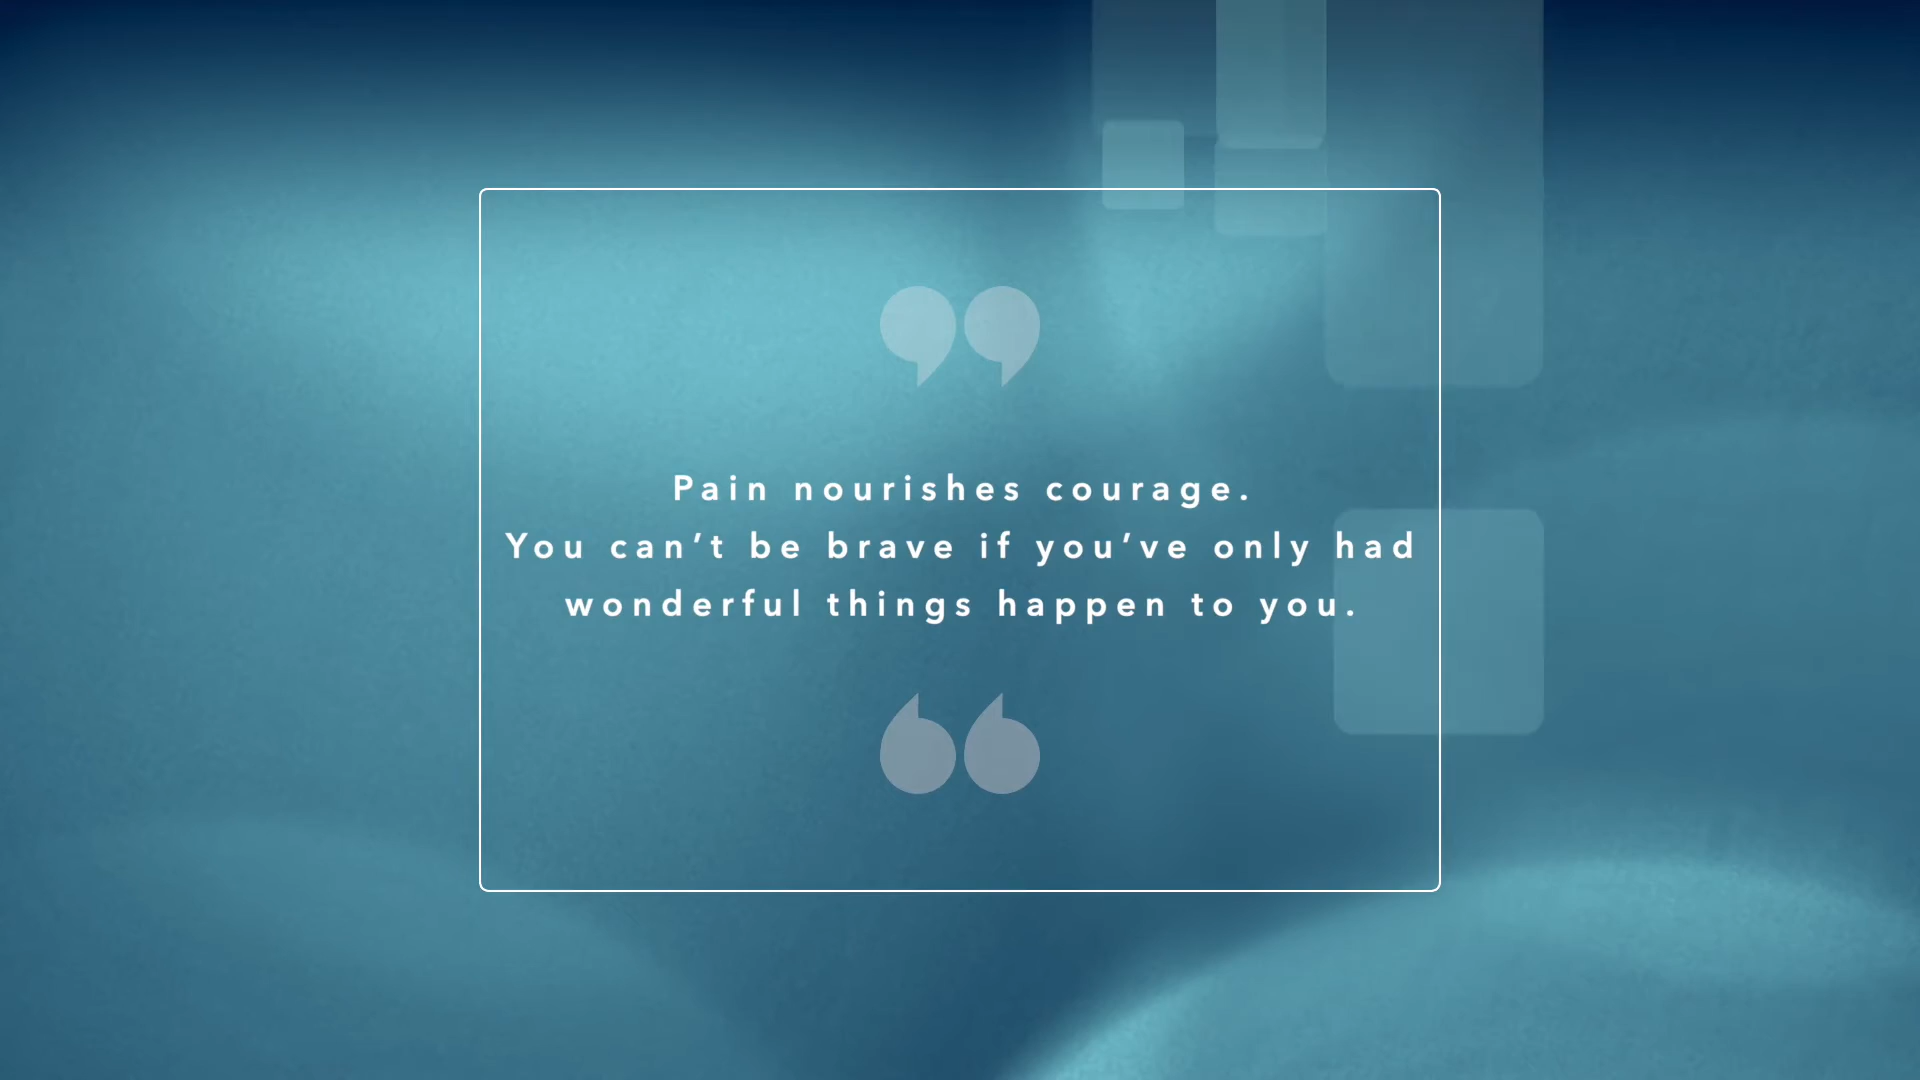 Pain nourishes courage.
You can’t be brave if you’ve only had
wonderful things happen to you.